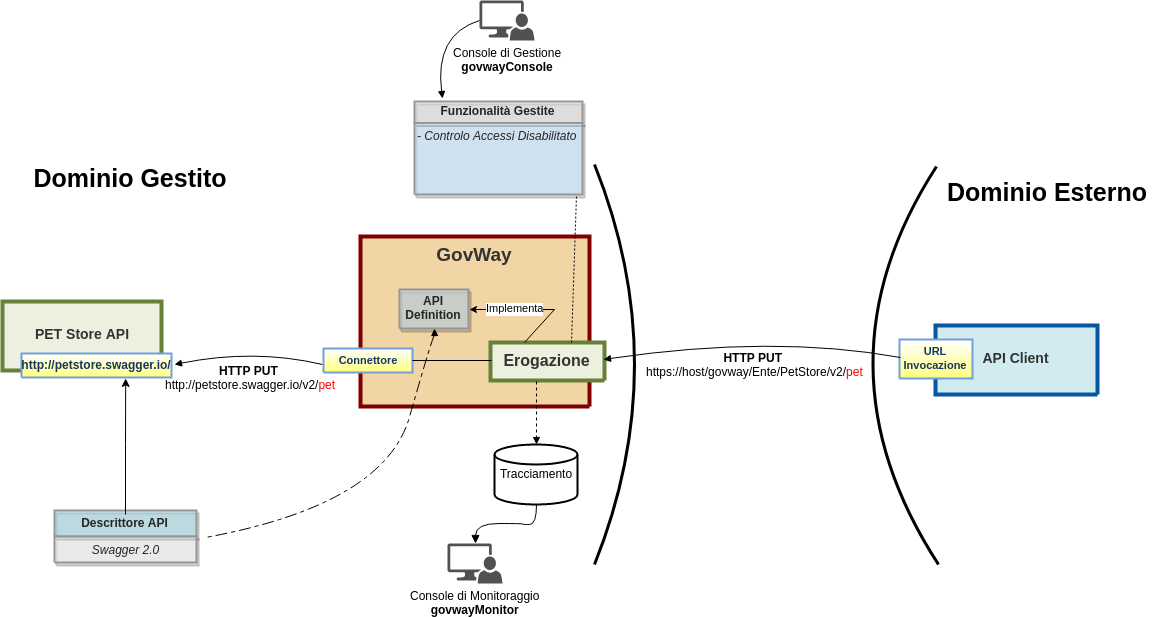 Console di Gestione
govwayConsole
Funzionalità Gestite
- Controlo Accessi Disabilitato
Dominio Gestito
Dominio Esterno
GovWay
API
Definition
Implementa
PET Store API
http://petstore.swagger.io/
HTTP PUT
http://petstore.swagger.io/v2/pet
Connettore
Erogazione
HTTP PUT
https://host/govway/Ente/PetStore/v2/pet
URL
Invocazione
API Client
Tracciamento
Descrittore API
Swagger 2.0
Console di Monitoraggio
govwayMonitor